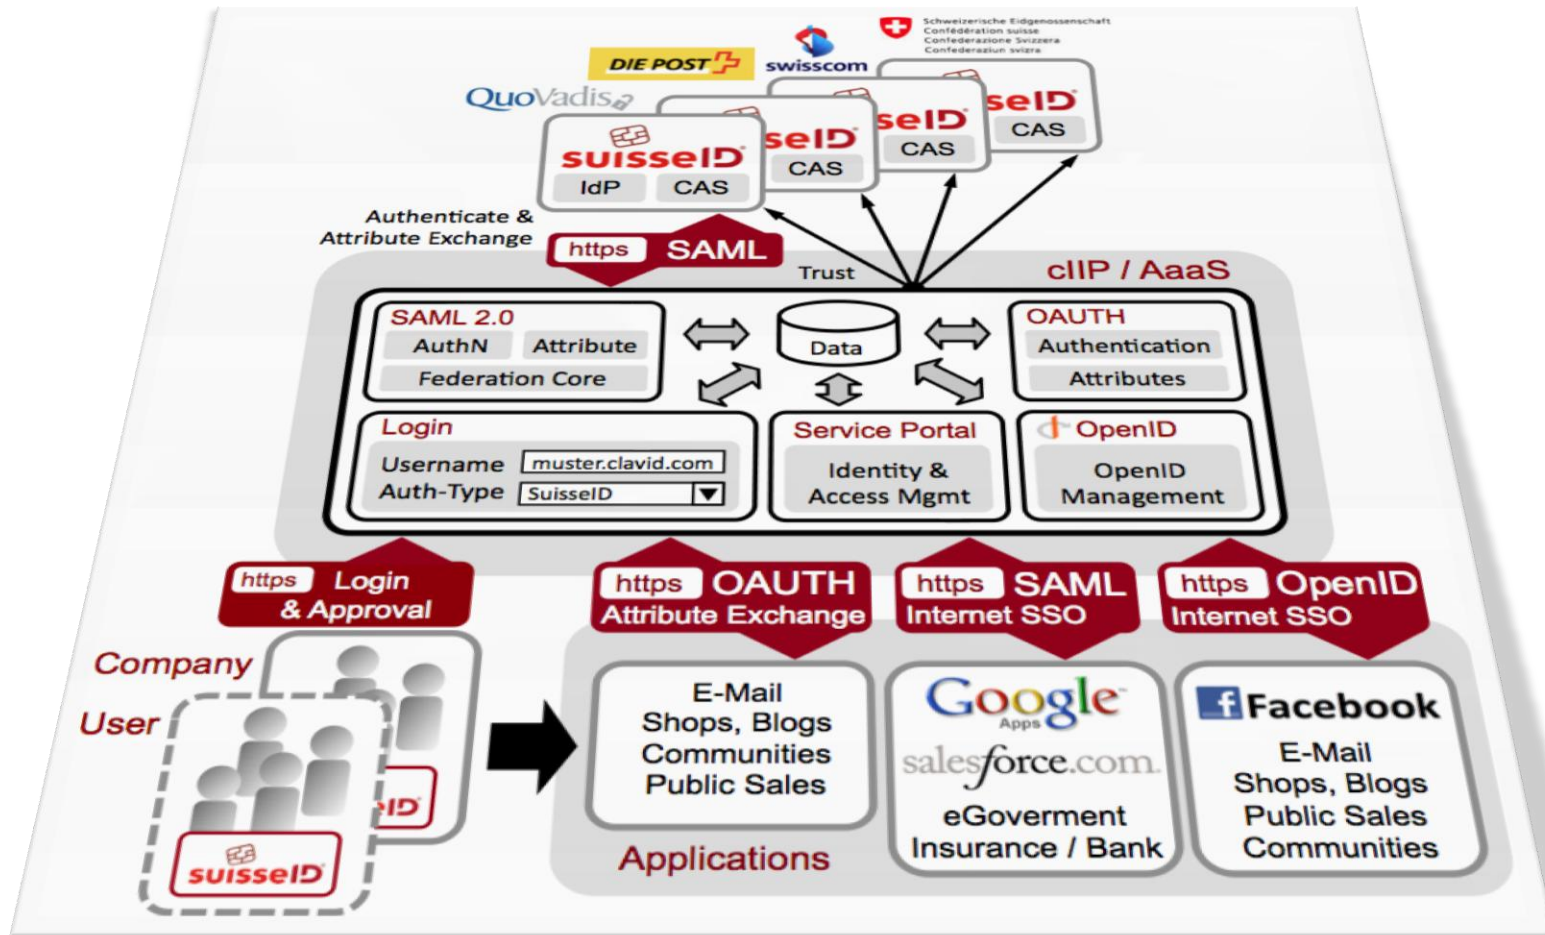 Schweizerische Eidgenossenschaft
Confédération suisse
Confederazione Svizzera
Confederaziun svizra
swisscom
DIE POST
QuoVadis
suisseID
IdP CAS
seID
CAS
seID
CAS
seID
CAS
Authenticate &
Attribute Exchange
https SAML
Trust
cIIP / AaaS
SAML 2.0
AuthN Attribute
Federation Core
Data
OAUTH
Authentication
Attributes
Login
Username muster.clavid.com
Auth-Type SuisseID
Service Portal
Identity &
Access Mgmt
OpenID
OpenID
Management
https Login
& Approval
https OAUTH
Attribute Exchange
https SAML
Internet SSO
https OpenID
Internet SSO
Company
User
eID
suisseID
E-Mail
Shops, Blogs
Communities
Public Sales
Google
Apps
salesforce.com
eGoverment
Insurance / Bank
f Facebook
E-Mail
Shops, Blogs
Public Sales
Communities
Applications